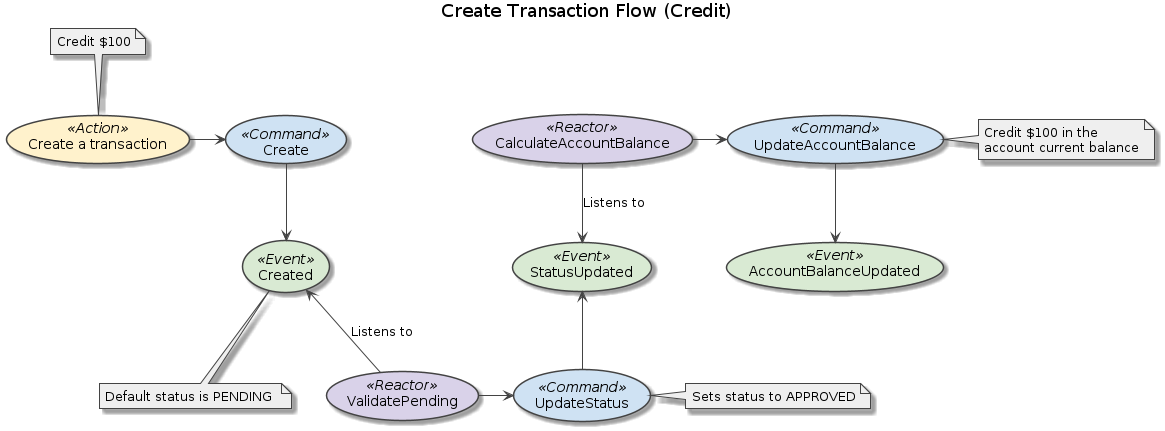 Create Transaction Flow (Credit)
Credit $100
«Action»
Create a transaction
«Command»
Create
«Reactor»
CalculateAccountBalance
«Command»
UpdateAccountBalance
Credit $100 in the
account current balance
Listens to
«Event»
Created
«Event»
StatusUpdated
«Event»
AccountBalanceUpdated
Listens to
Default status is PENDING
«Reactor»
ValidatePending
«Command»
UpdateStatus
Sets status to APPROVED